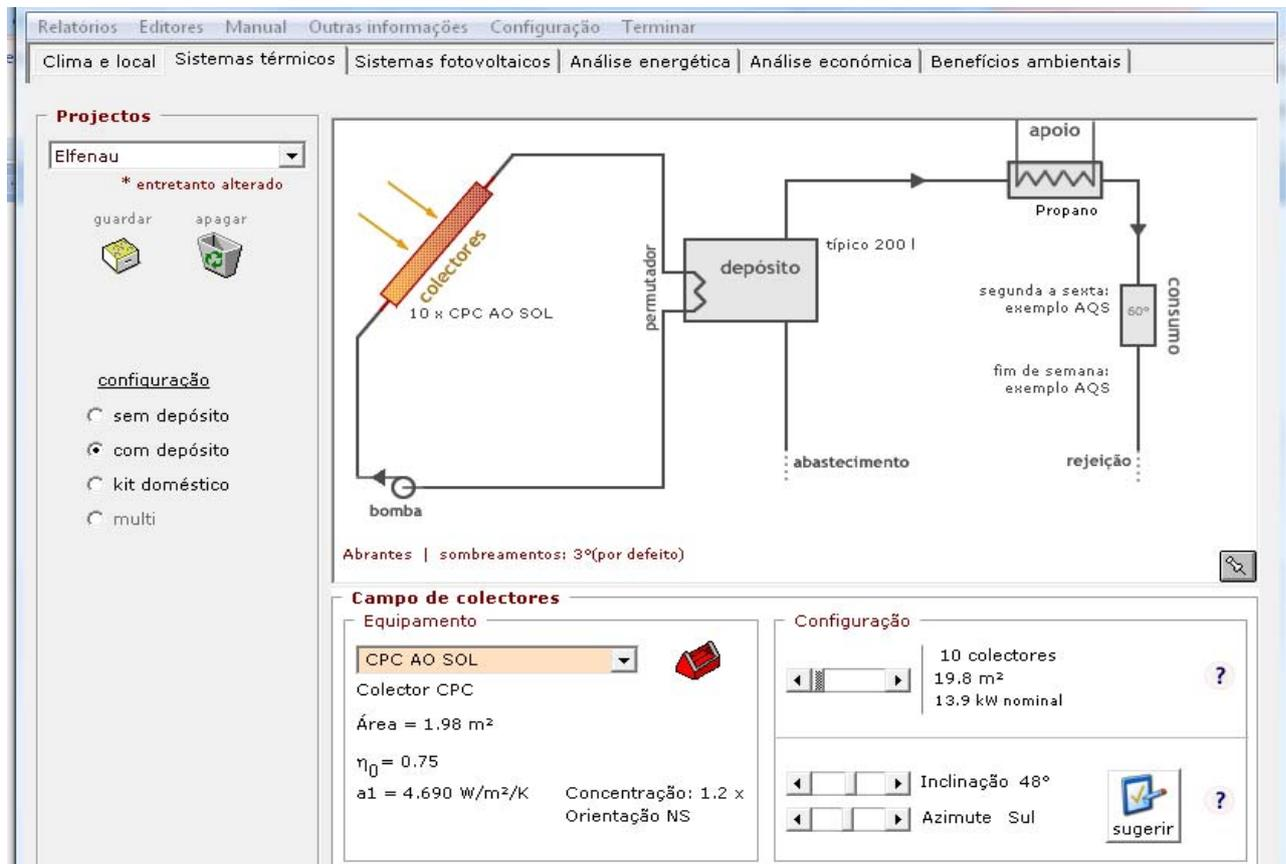 Relatórios Editores Manual Outras informações Configuração Terminar
Clima e local Sistemas térmicos Sistemas fotovoltaicos Análise energética Análise económica Benefícios ambientais
Projectos
Elfenau
* entretanto alterado
guardar apagar
configuração
sem depósito
com depósito
kit doméstico
multi
apoio
Propano
colectores
10 x CPC AO SOL
permutador
depósito
típico 200 l
segunda a sexta:
exemplo AQS
60º
consumo
fim de semana:
exemplo AQS
abastecimento
rejeição
bomba
Abrantes | sombreamentos: 3º(por defeito)
Campo de colectores
Equipamento
CPC AO SOL
Colector CPC
Área = 1.98 m²
η0 = 0.75
a1 = 4.690 W/m²/K Concentração: 1.2 x
Orientação NS
Configuração
10 colectores
19.8 m²
13.9 kW nominal
?
Inclinação 48°
Azimute Sul
sugerir
?